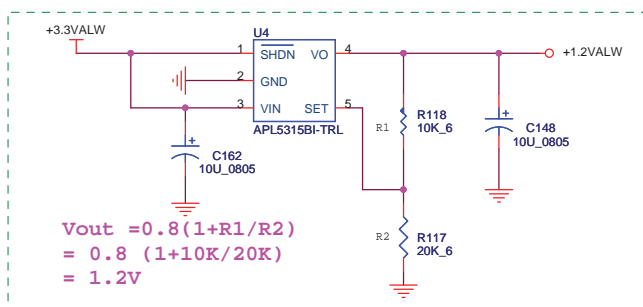 +3.3VALW
U4
1 SHDN VO 4
+1.2VALW
2 GND
3 VIN SET 5
APL5315BI-TRL
R1
R118
10K_6
C148
10U_0805
C162
10U_0805
R2
R117
20K_6
Vout =0.8(1+R1/R2)
= 0.8 (1+10K/20K)
= 1.2V